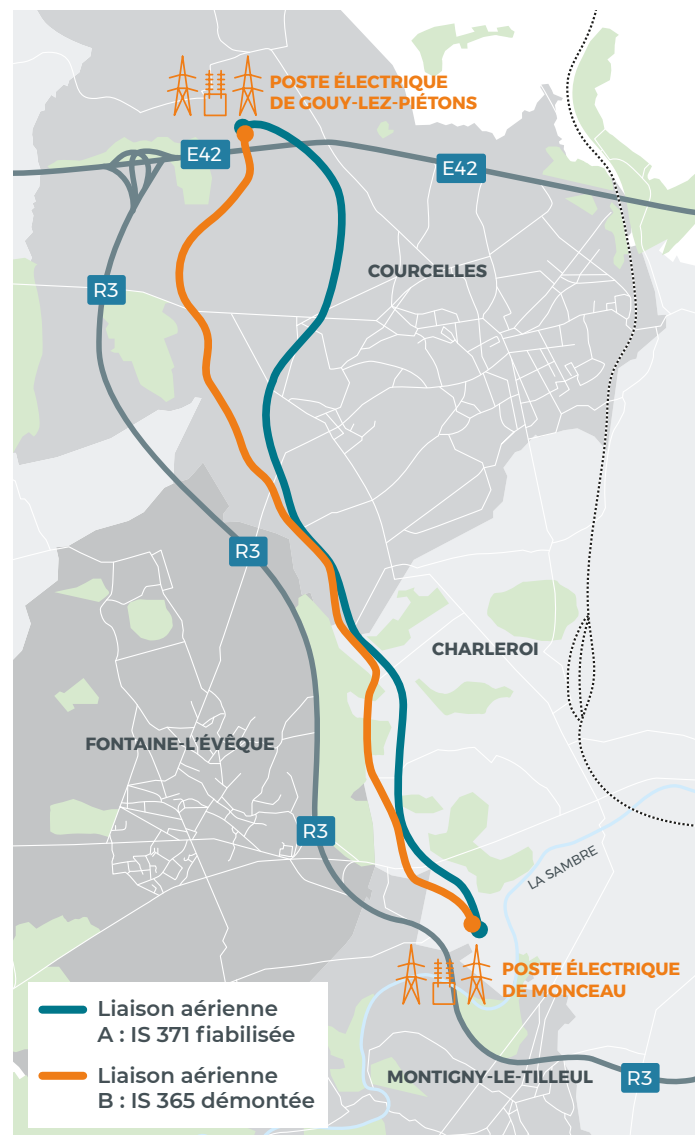 POSTE ÉLECTRIQUE
DE GOUY-LEZ-PIÉTONS
E42
E42
COURCELLES
R3
R3
CHARLEROI
FONTAINE-L'ÉVÊQUE
R3
LA SAMBRE
POSTE ÉLECTRIQUE
DE MONCEAU
Liaison aérienne
A : IS 371 fiabilisée
Liaison aérienne
B : IS 365 démontée
MONTIGNY-LE-TILLEUL
R3